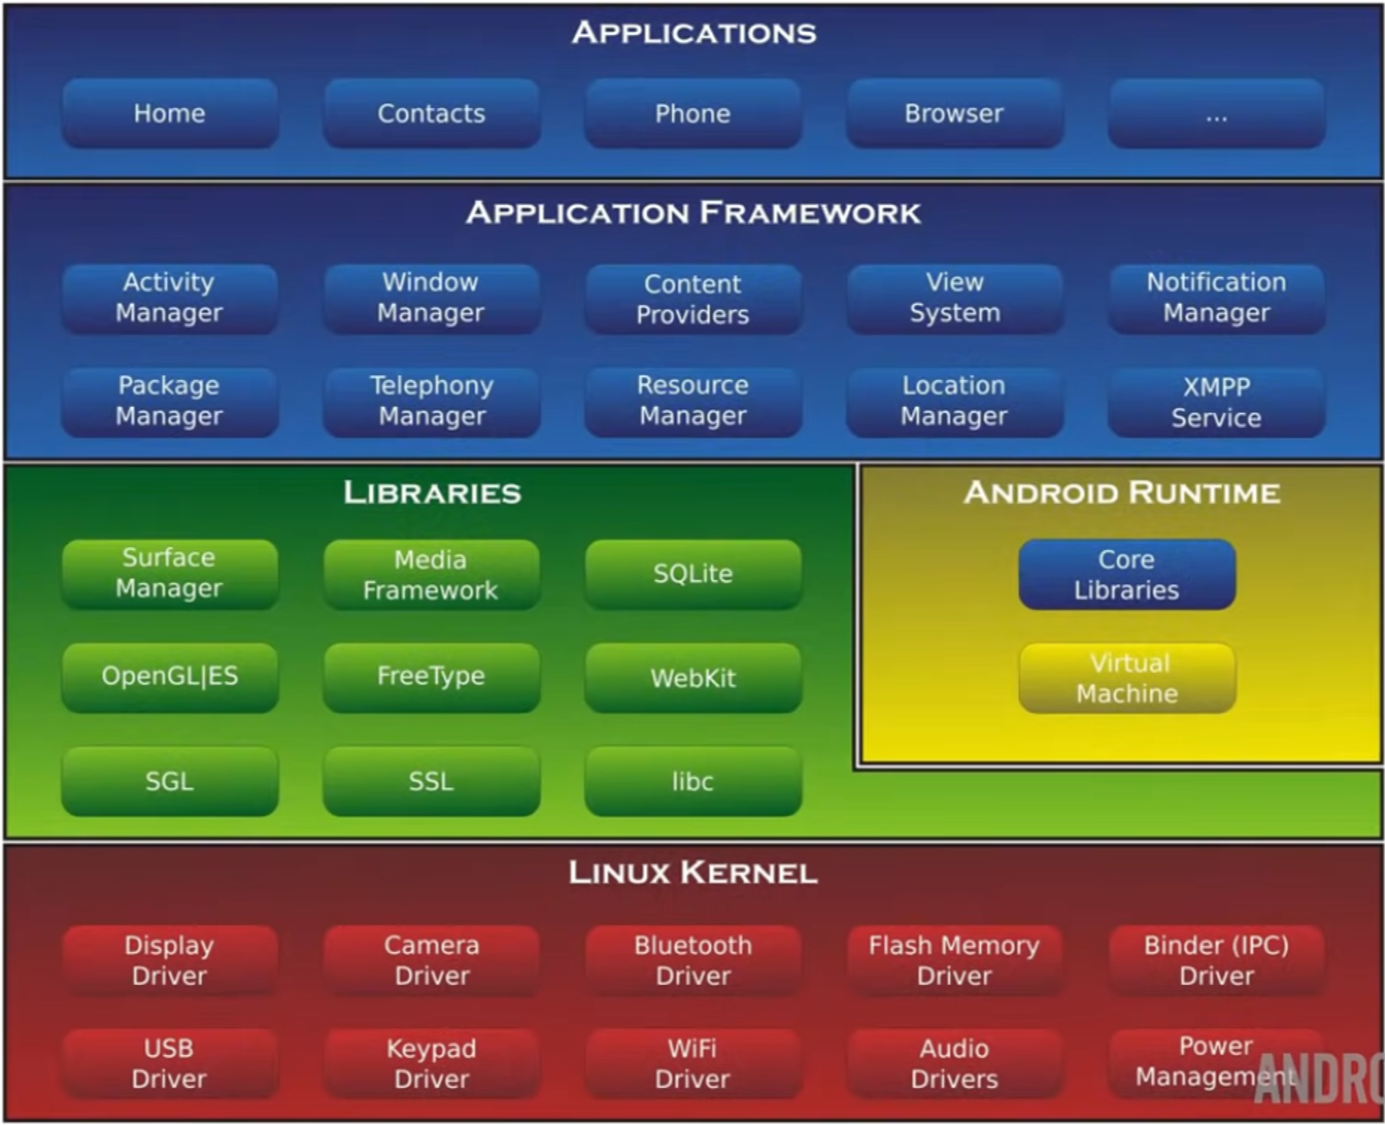 APPLICATIONS
Home
Contacts
Phone
Browser
...
APPLICATION FRAMEWORK
Activity
Manager
Window
Manager
Content
Providers
View
System
Notification
Manager
Package
Manager
Telephony
Manager
Resource
Manager
Location
Manager
XMPP
Service
LIBRARIES
Surface
Manager
Media
Framework
SQLite
OpenGL|ES
FreeType
WebKit
SGL
SSL
libc
ANDROID RUNTIME
Core
Libraries
Virtual
Machine
LINUX KERNEL
Display
Driver
Camera
Driver
Bluetooth
Driver
Flash Memory
Driver
Binder (IPC)
Driver
USB
Driver
Keypad
Driver
WiFi
Driver
Audio
Drivers
Power
Management